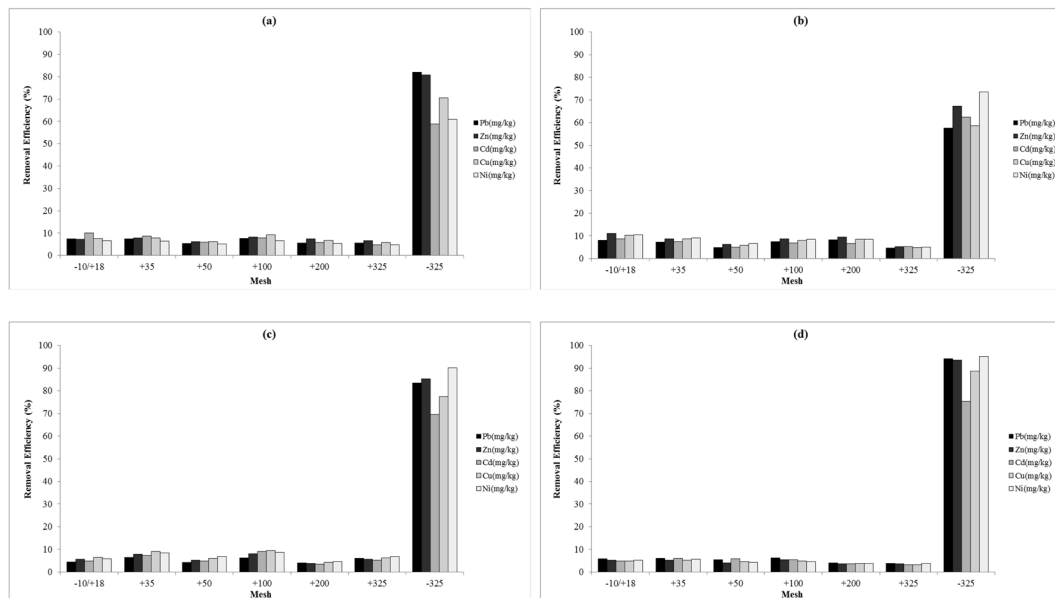 (a)
Removal Efficiency (%)
100
90
80
70
60
50
40
30
20
10
0
-10/+18 +35 +50 +100 +200 +325 -325
Mesh
Pb(mg/kg)
Zn(mg/kg)
Cd(mg/kg)
Cu(mg/kg)
Ni(mg/kg)
(b)
Removal Efficiency (%)
100
90
80
70
60
50
40
30
20
10
0
-10/+18 +35 +50 +100 +200 +325 -325
Mesh
Pb(mg/kg)
Zn(mg/kg)
Cd(mg/kg)
Cu(mg/kg)
Ni(mg/kg)
(c)
Removal Efficiency (%)
100
90
80
70
60
50
40
30
20
10
0
-10/+18 +35 +50 +100 +200 +325 -325
Mesh
Pb(mg/kg)
Zn(mg/kg)
Cd(mg/kg)
Cu(mg/kg)
Ni(mg/kg)
(d)
Removal Efficiency (%)
100
90
80
70
60
50
40
30
20
10
0
-10/+18 +35 +50 +100 +200 +325 -325
Mesh
Pb(mg/kg)
Zn(mg/kg)
Cd(mg/kg)
Cu(mg/kg)
Ni(mg/kg)